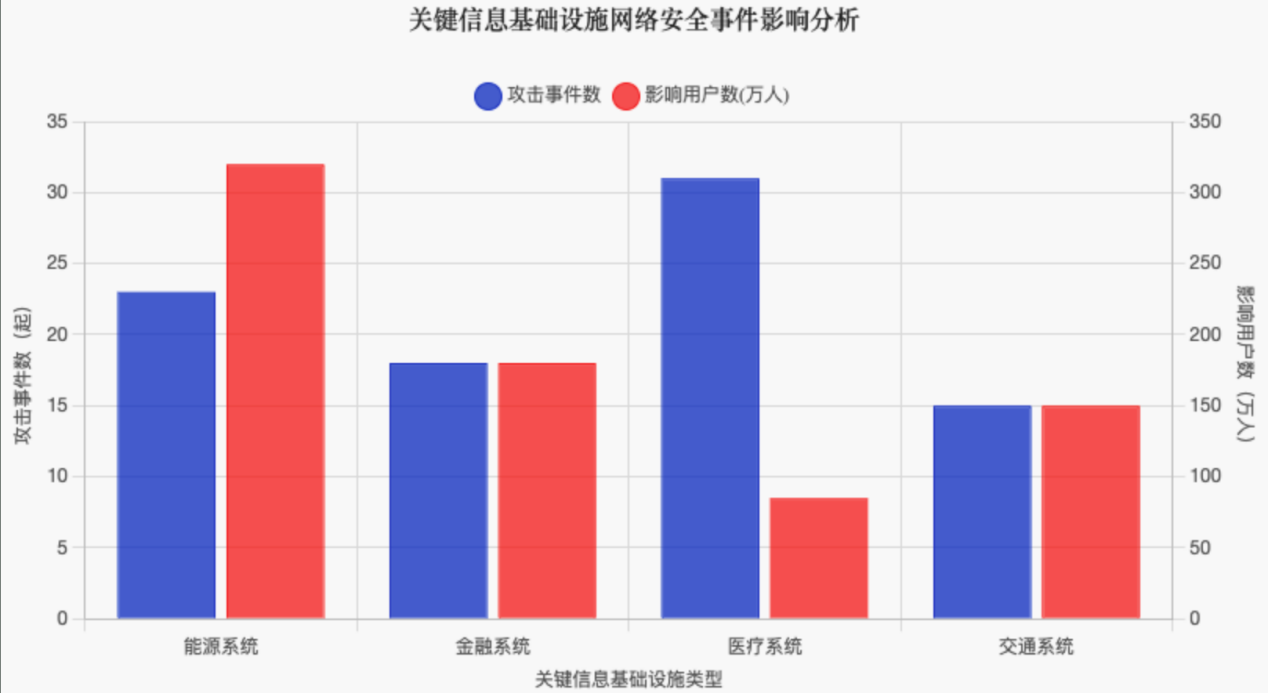 关键信息基础设施网络安全事件影响分析
攻击事件数 影响用户数(万人)
攻击事件数（起）
35
30
25
20
15
10
5
0
350
300
250
200
150
100
50
0
影响用户数（万人）
能源系统 金融系统 医疗系统 交通系统
关键信息基础设施类型